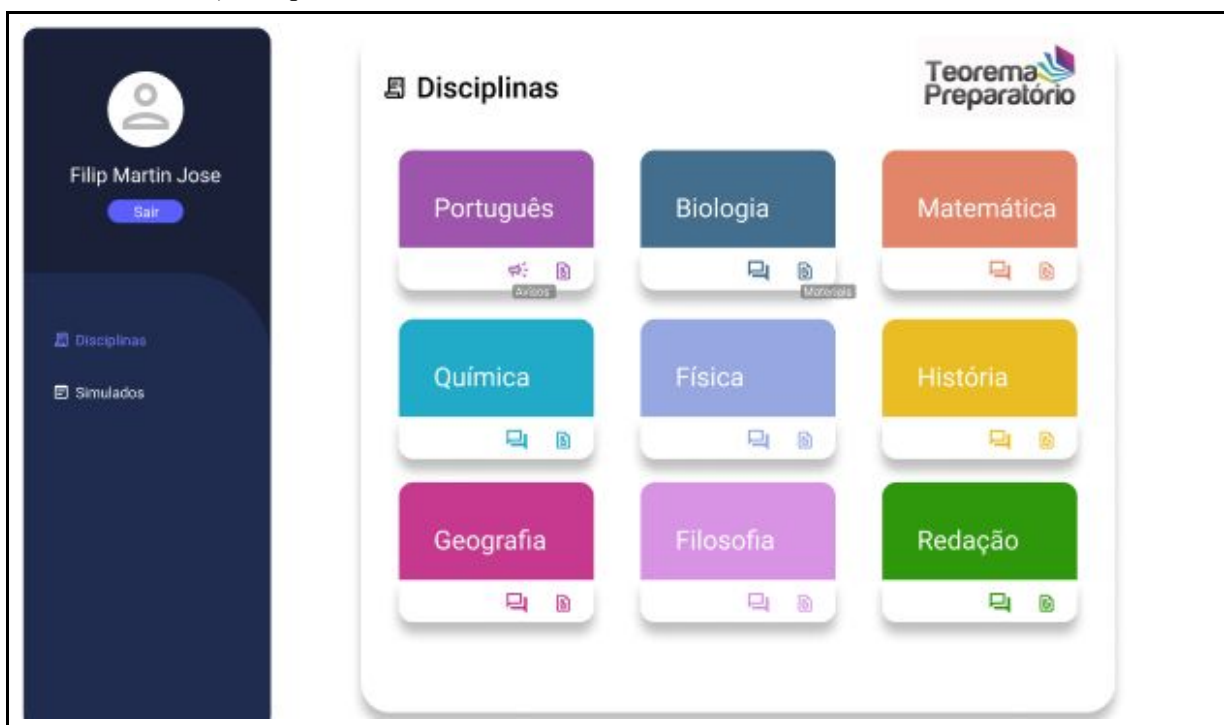 Filip Martin Jose
Sair
Disciplinas
Simulados
Disciplinas
Teorema
Preparatório
Português
Biologia
Matemática
Avisos
Materiais
Química
Física
História
Geografia
Filosofia
Redação